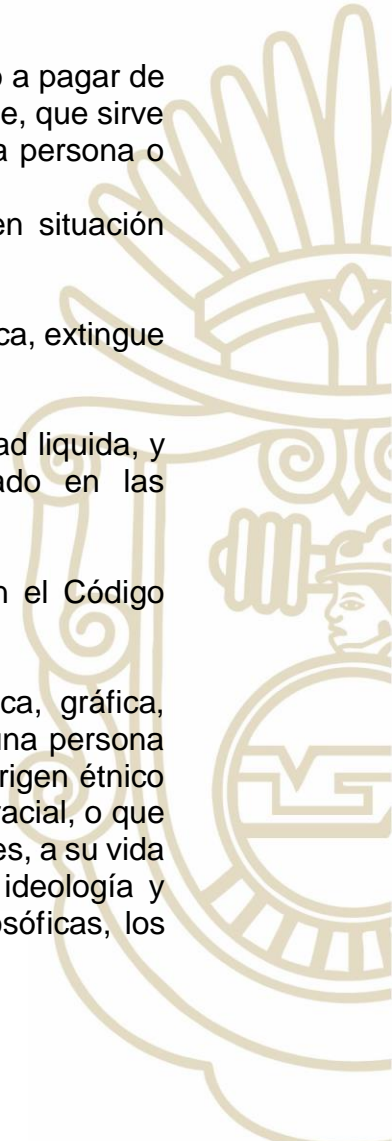 o a pagar de
e, que sirve
a persona o
en situación
ca, extingue
ad liquida, y
ado en las
n el Código
ca, gráfica,
una persona
rigen étnico
racial, o que
es, a su vida
ideología y
osóficas, los